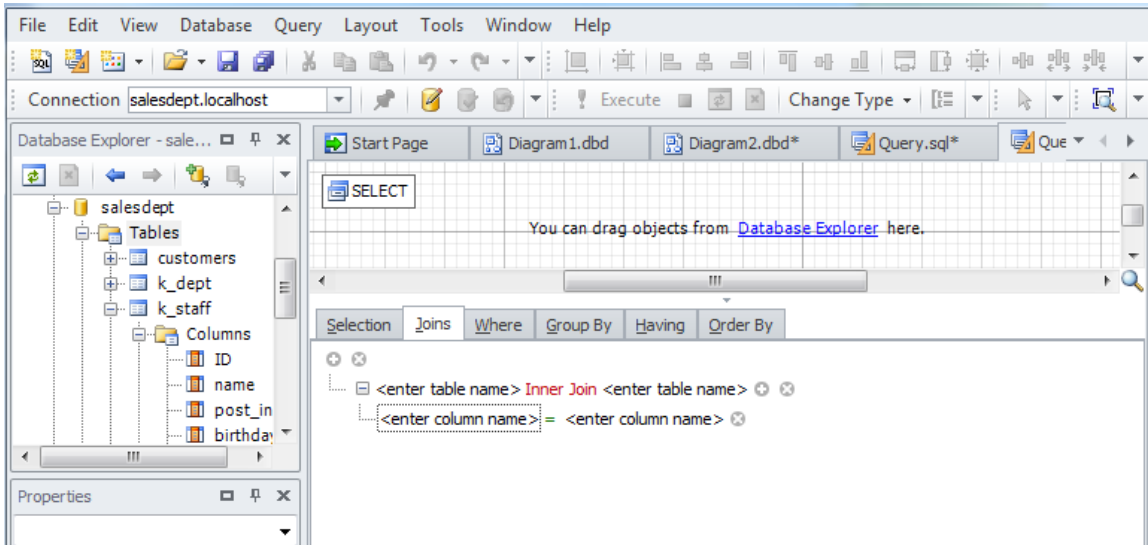 File Edit View Database Query Layout Tools Window Help
SQL
Connection salesdept.localhost Execute Change Type
Database Explorer - sale...
Start Page Diagram1.dbd Diagram2.dbd* Query.sql* Que
salesdept
Tables
customers
k_dept
k_staff
Columns
ID
name
post_in
birthda
Properties
SELECT
You can drag objects from Database Explorer here.
Selection Joins Where Group By Having Order By
<enter table name> Inner Join <enter table name>
<enter column name> = <enter column name>